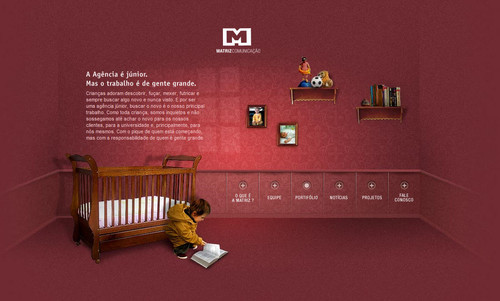 M
MATRIZCOMUNICAÇÃO
A Agência é júnior.
Mas o trabalho é de gente grande.
Crianças adoram descobrir, fuçar, mexer, futricar e
sempre buscar algo novo e nunca visto. E por ser
uma agência júnior, buscar o novo é o nosso principal
trabalho. Como toda criança, somos inquietos e não
sossegamos até achar o novo para os nossos
clientes, para a universidade e, principalmente, para
nós mesmos. Com o pique de quem está começando,
mas com a responsabilidade de quem é gente grande.
O QUE É
A MATRIZ ?
EQUIPE
PORTIFÓLIO
NOTÍCIAS
PROJETOS
FALE
CONOSCO